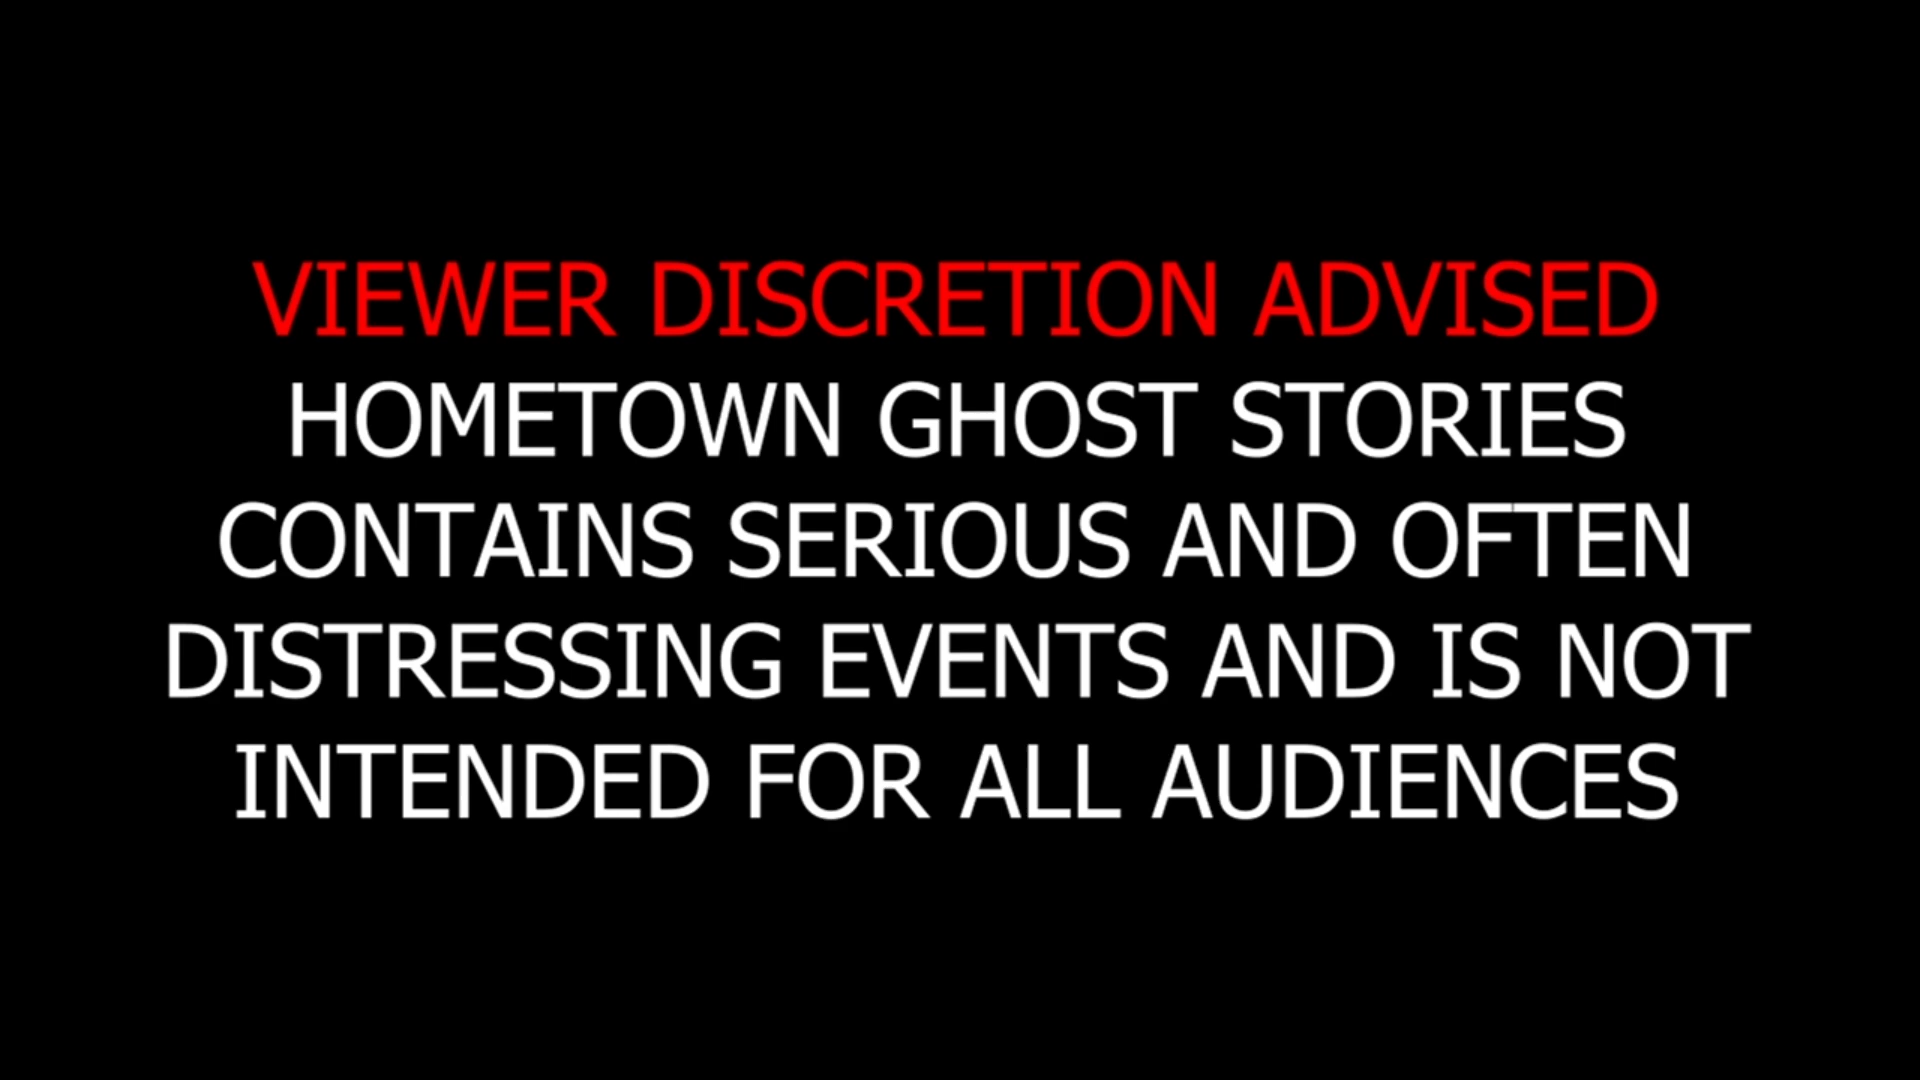 VIEWER DISCRETION ADVISED
HOMETOWN GHOST STORIES
CONTAINS SERIOUS AND OFTEN
DISTRESSING EVENTS AND IS NOT
INTENDED FOR ALL AUDIENCES